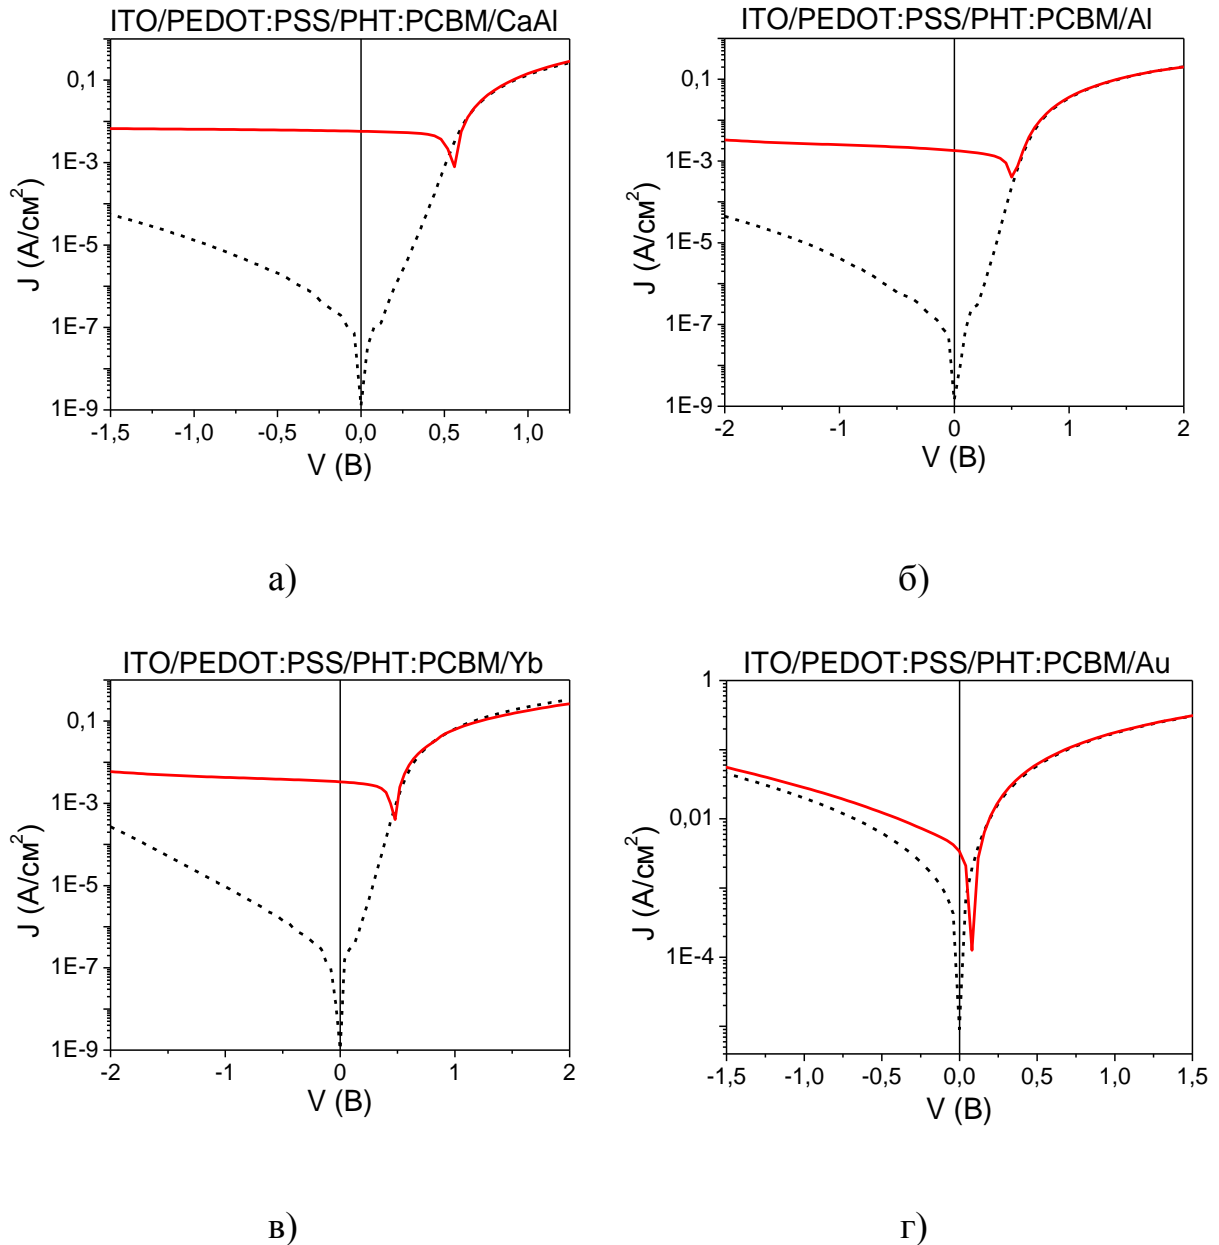 ITO/PEDOT:PSS/PHT:PCBM/CaAl
0,1
1E-3
1E-5
1E-7
1E-9
J (А/см²)
-1,5 -1,0 -0,5 0,0 0,5 1,0
V (В)
а)
ITO/PEDOT:PSS/PHT:PCBM/Al
0,1
1E-3
1E-5
1E-7
1E-9
J (А/см²)
-2 -1 0 1 2
V (В)
б)
ITO/PEDOT:PSS/PHT:PCBM/Yb
0,1
1E-3
1E-5
1E-7
1E-9
J (А/см²)
-2 -1 0 1 2
V (В)
в)
ITO/PEDOT:PSS/PHT:PCBM/Au
1
0,01
1E-4
J (А/см²)
-1,5 -1,0 -0,5 0,0 0,5 1,0 1,5
V (В)
г)